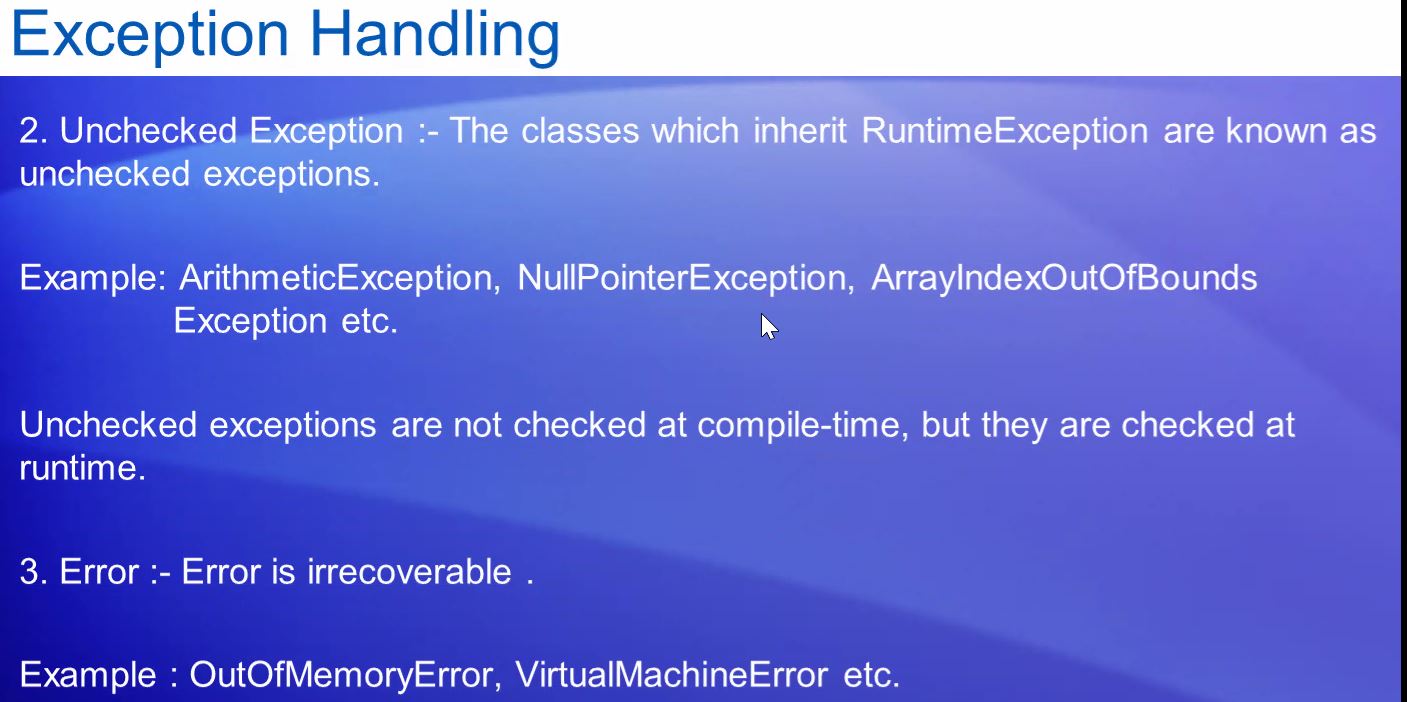 Exception Handling
2. Unchecked Exception :- The classes which inherit RuntimeException are known as
unchecked exceptions.
Example: ArithmeticException, NullPointerException, ArrayIndexOutOfBounds
Exception etc.
Unchecked exceptions are not checked at compile-time, but they are checked at
runtime.
3. Error :- Error is irrecoverable .
Example : OutOfMemoryError, VirtualMachineError etc.